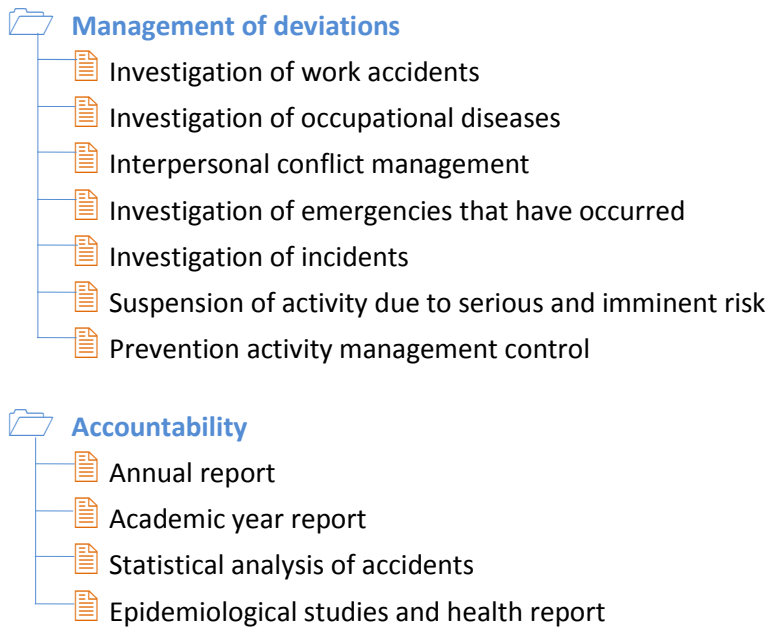 Management of deviations
Investigation of work accidents
Investigation of occupational diseases
Interpersonal conflict management
Investigation of emergencies that have occurred
Investigation of incidents
Suspension of activity due to serious and imminent risk
Prevention activity management control
Accountability
Annual report
Academic year report
Statistical analysis of accidents
Epidemiological studies and health report